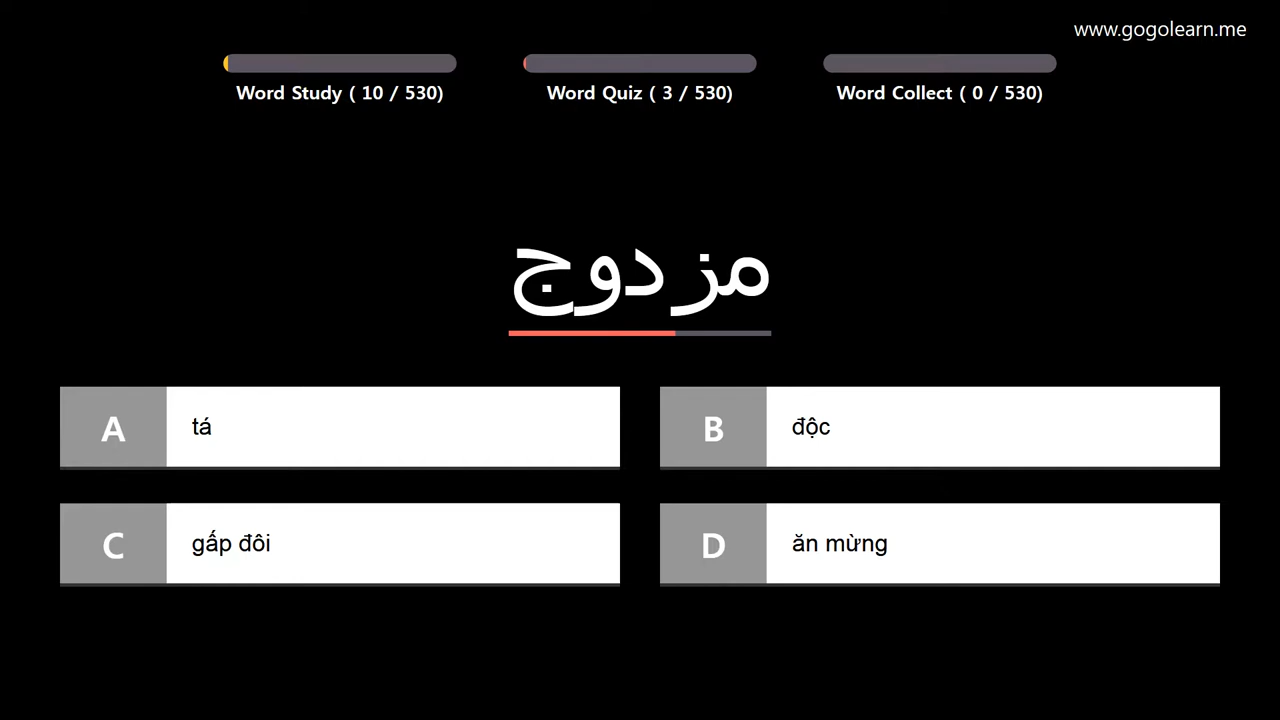 www.gogolearn.me
Word Study ( 10 / 530)
Word Quiz ( 3 / 530)
Word Collect ( 0 / 530)
مزدوج
A
tá
B
độc
C
gấp đôi
D
ăn mừng